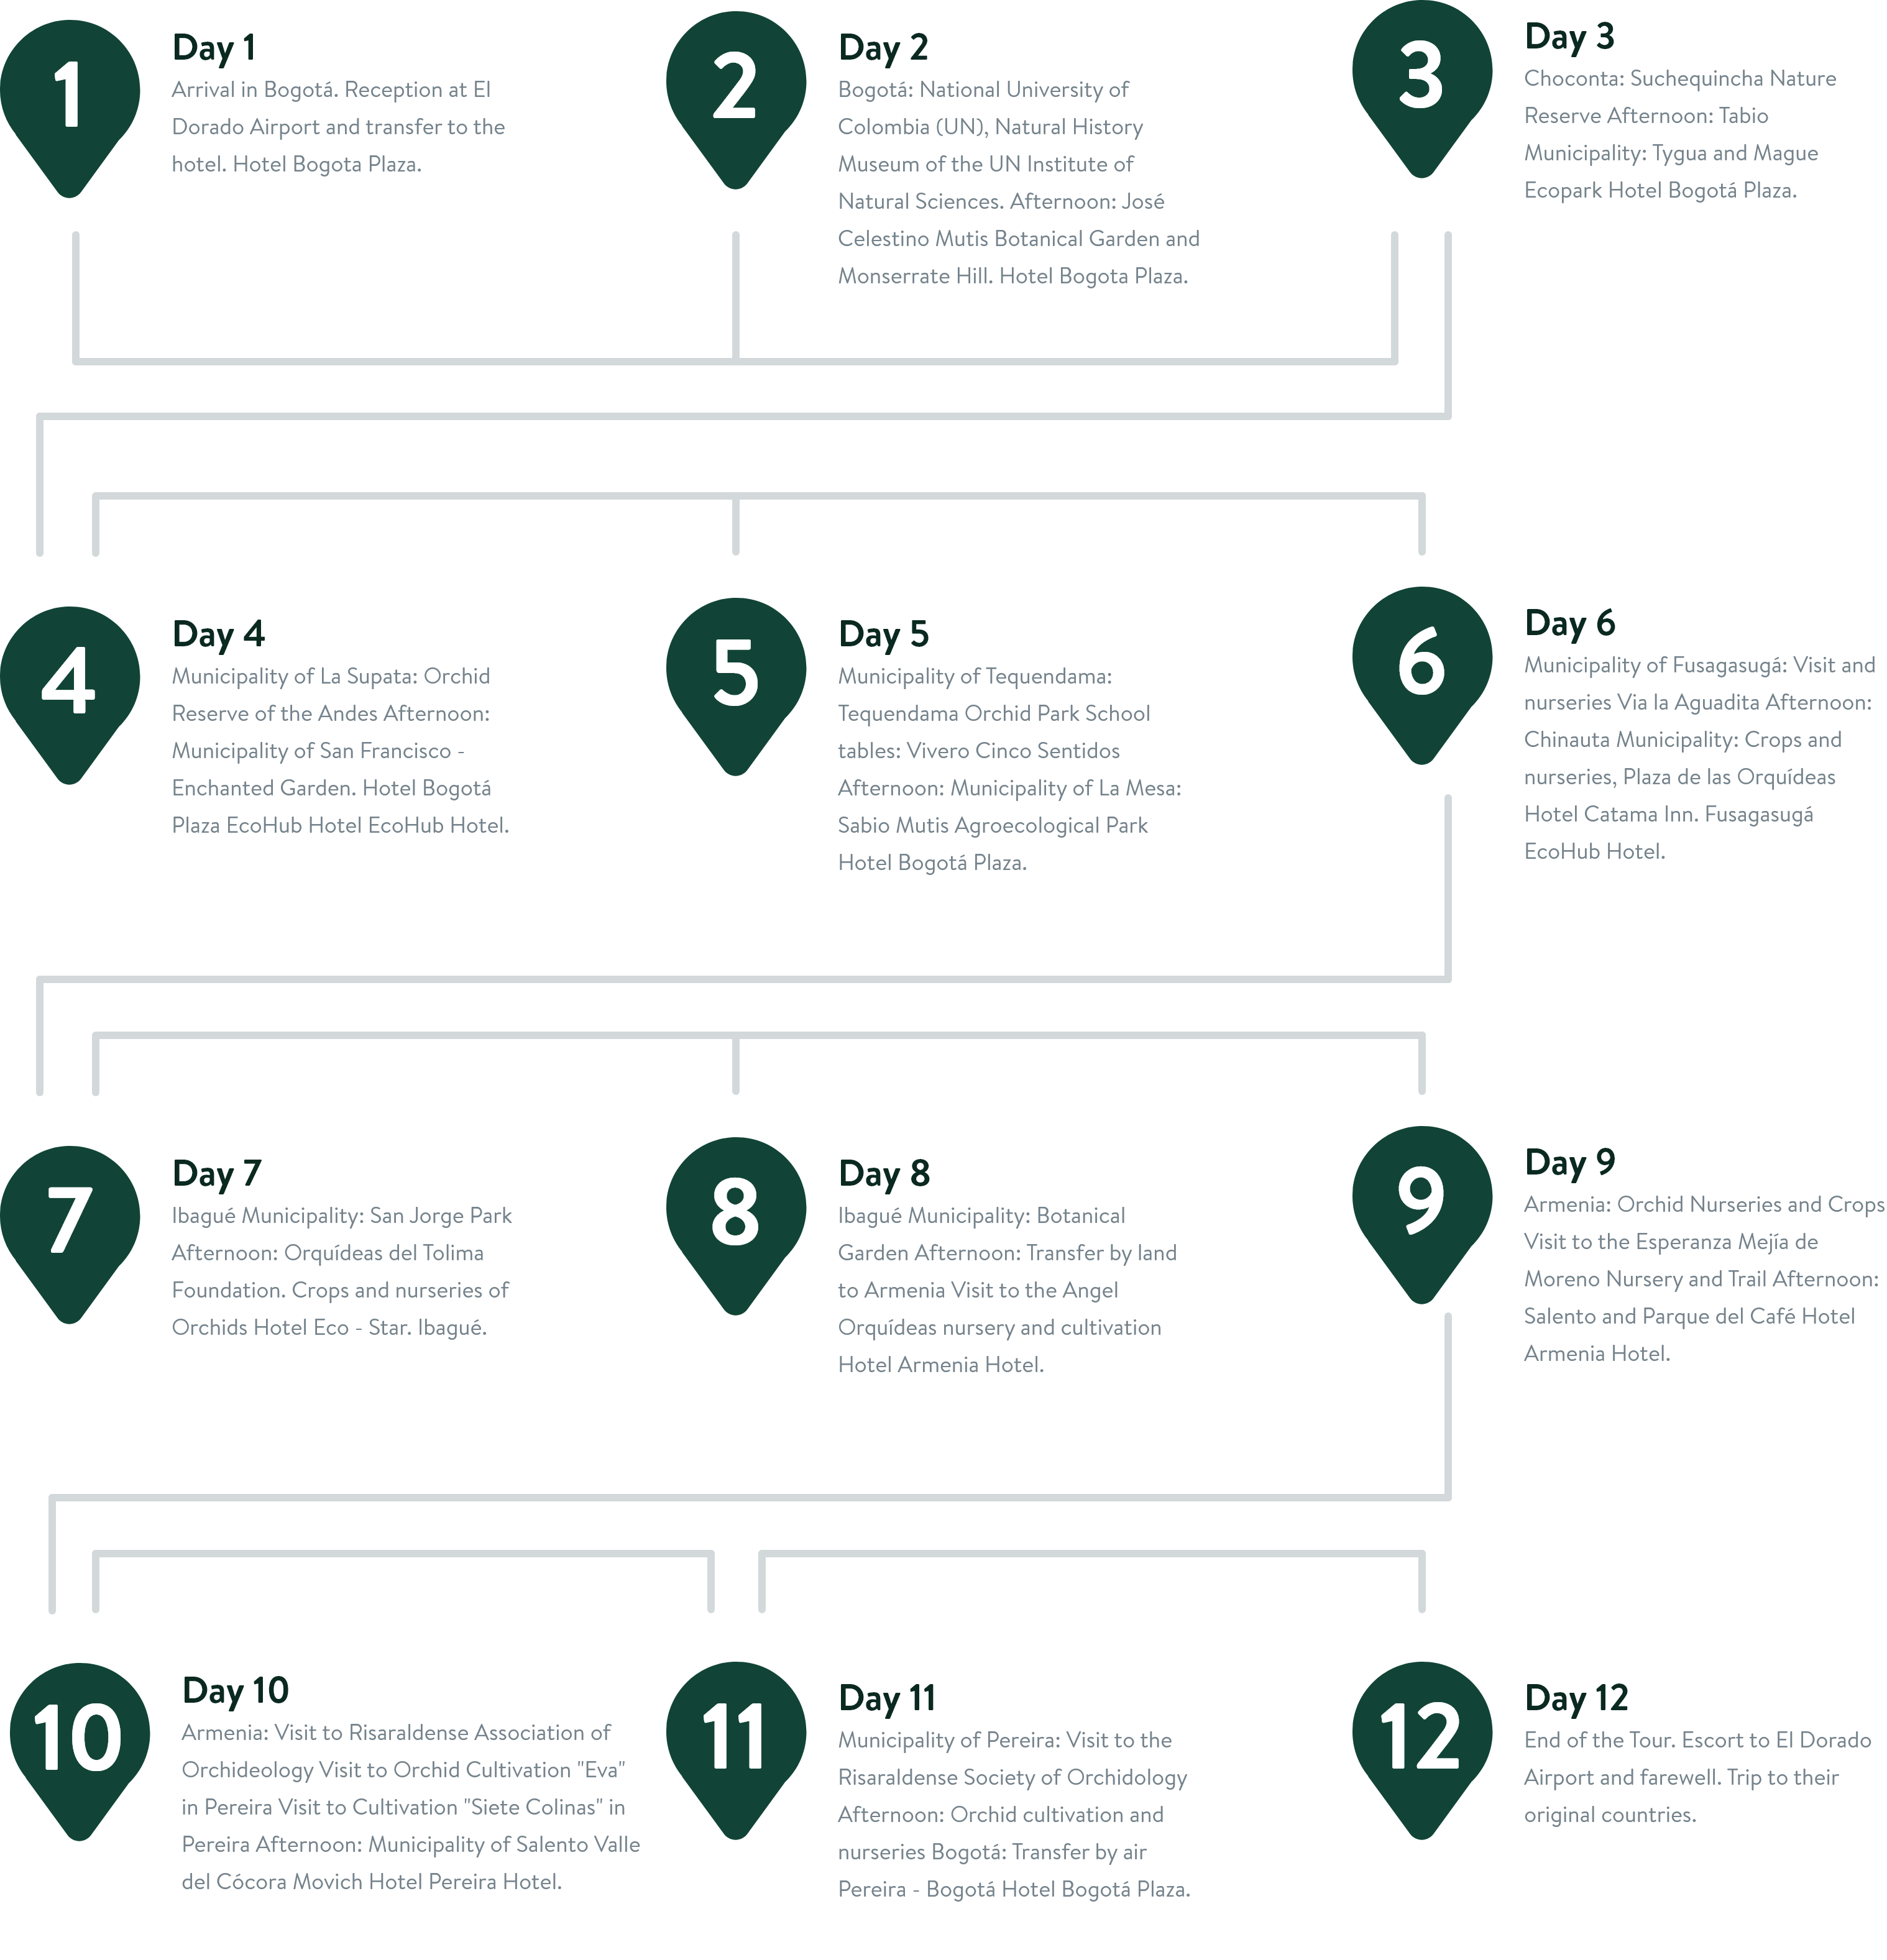 1
Day 1
Arrival in Bogotá. Reception at El
Dorado Airport and transfer to the
hotel. Hotel Bogota Plaza.
2
Day 2
Bogotá: National University of
Colombia (UN), Natural History
Museum of the UN Institute of
Natural Sciences. Afternoon: José
Celestino Mutis Botanical Garden and
Monserrate Hill. Hotel Bogota Plaza.
3
Day 3
Choconta: Suchequincha Nature
Reserve Afternoon: Tabio
Municipality: Tygua and Mague
Ecopark Hotel Bogotá Plaza.
4
Day 4
Municipality of La Supata: Orchid
Reserve of the Andes Afternoon:
Municipality of San Francisco -
Enchanted Garden. Hotel Bogotá
Plaza EcoHub Hotel EcoHub Hotel.
5
Day 5
Municipality of Tequendama:
Tequendama Orchid Park School
tables: Vivero Cinco Sentidos
Afternoon: Municipality of La Mesa:
Sabio Mutis Agroecological Park
Hotel Bogotá Plaza.
6
Day 6
Municipality of Fusagasugá: Visit and
nurseries Via la Aguadita Afternoon:
Chinauta Municipality: Crops and
nurseries, Plaza de las Orquídeas
Hotel Catama Inn. Fusagasugá
EcoHub Hotel.
7
Day 7
Ibagué Municipality: San Jorge Park
Afternoon: Orquídeas del Tolima
Foundation. Crops and nurseries of
Orchids Hotel Eco - Star. Ibagué.
8
Day 8
Ibagué Municipality: Botanical
Garden Afternoon: Transfer by land
to Armenia Visit to the Angel
Orquídeas nursery and cultivation
Hotel Armenia Hotel.
9
Day 9
Armenia: Orchid Nurseries and Crops
Visit to the Esperanza Mejía de
Moreno Nursery and Trail Afternoon:
Salento and Parque del Café Hotel
Armenia Hotel.
10
Day 10
Armenia: Visit to Risaraldense Association of
Orchideology Visit to Orchid Cultivation "Eva"
in Pereira Visit to Cultivation "Siete Colinas" in
Pereira Afternoon: Municipality of Salento Valle
del Cócora Movich Hotel Pereira Hotel.
11
Day 11
Municipality of Pereira: Visit to the
Risaraldense Society of Orchidology
Afternoon: Orchid cultivation and
nurseries Bogotá: Transfer by air
Pereira - Bogotá Hotel Bogotá Plaza.
12
Day 12
End of the Tour. Escort to El Dorado
Airport and farewell. Trip to their
original countries.